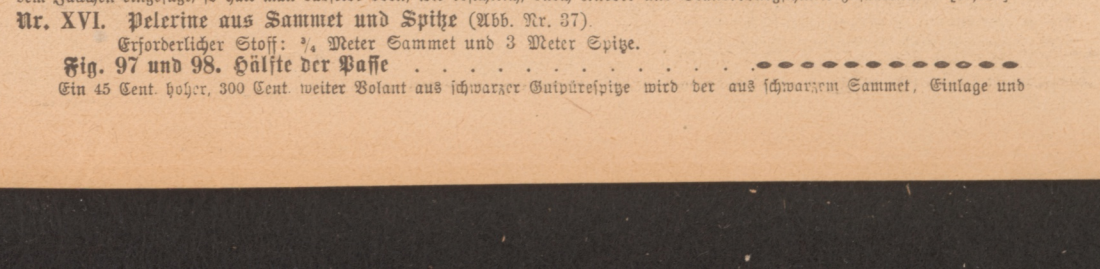 Nr. XVI. Pelerine aus Sammet und Spitze (Abb. Nr. 37).
Erforderlicher Stoff: ¾ Meter Sammet und 3 Meter Spitze.
Fig. 97 und 98. Hälfte der Passe . . . . . . . . . . . . .
Ein 45 Cent. hoher, 300 Cent. weiter Volant aus schwarzer Guipürespitze wird der aus schwarzem Sammet, Einlage und